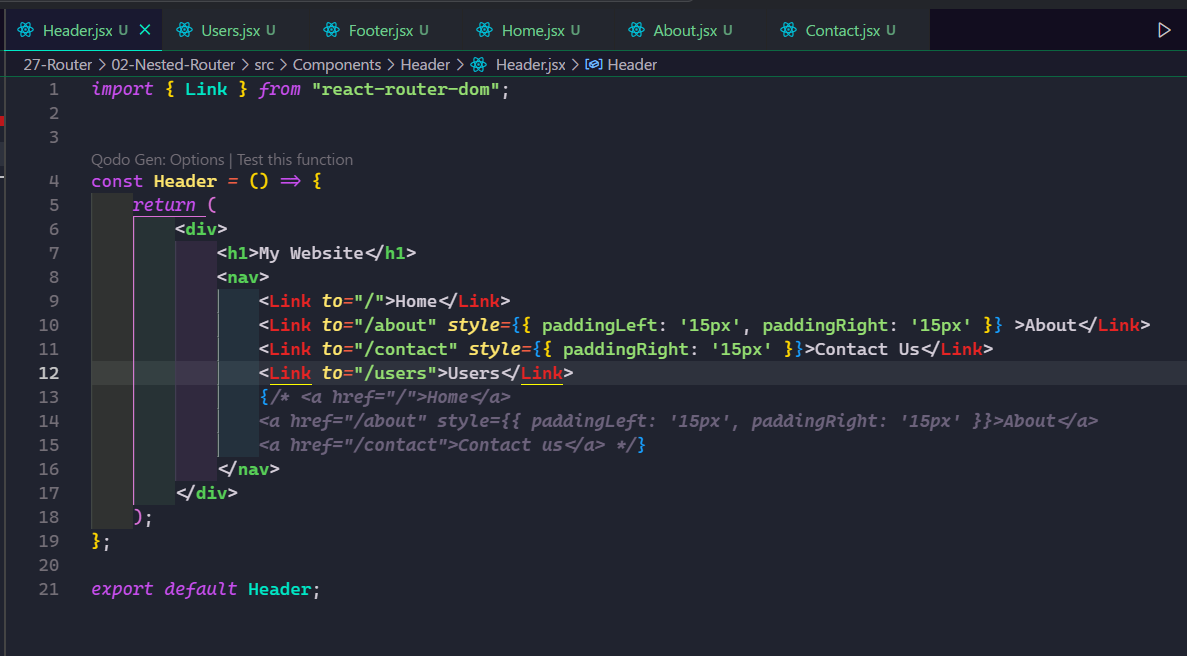 Header.jsx U × Users.jsx U Footer.jsx U Home.jsx U About.jsx U Contact.jsx U
27-Router > 02-Nested-Router > src > Components > Header > Header.jsx > Header
1 import { Link } from "react-router-dom";
2
3
Qodo Gen: Options | Test this function
4 const Header = () => {
5 return (
6 <div>
7 <h1>My Website</h1>
8 <nav>
9 <Link to="/">Home</Link>
10 <Link to="/about" style={{ paddingLeft: '15px', paddingRight: '15px' }} >About</Link>
11 <Link to="/contact" style={{ paddingRight: '15px' }}>Contact Us</Link>
12 <Link to="/users">Users</Link>
13 {/* <a href="/">Home</a>
14 <a href="/about" style={{ paddingLeft: '15px', paddingRight: '15px' }}>About</a>
15 <a href="/contact">Contact us</a> */}
16 </nav>
17 </div>
18 );
19 };
20
21 export default Header;